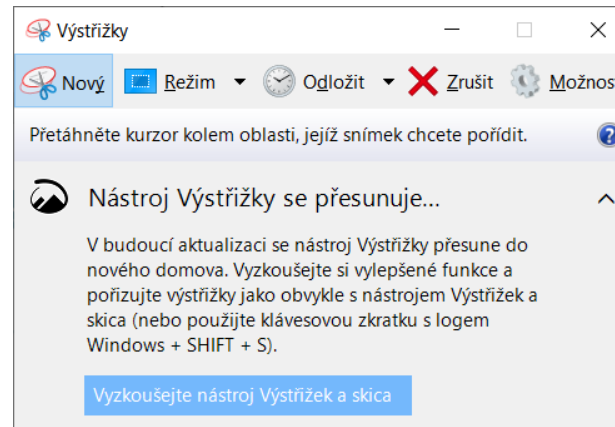 Výstřižky
Nový Režim Odložit Zrušit Možnost
Přetáhněte kurzor kolem oblasti, jejíž snímek chcete pořídit.
Nástroj Výstřižky se přesunuje...
V budoucí aktualizaci se nástroj Výstřižky přesune do
nového domova. Vyzkoušejte si vylepšené funkce a
pořizujte výstřižky jako obvykle s nástrojem Výstřižek a
skica (nebo použijte klávesovou zkratku s logem
Windows + SHIFT + S).
Vyzkoušejte nástroj Výstřižek a skica